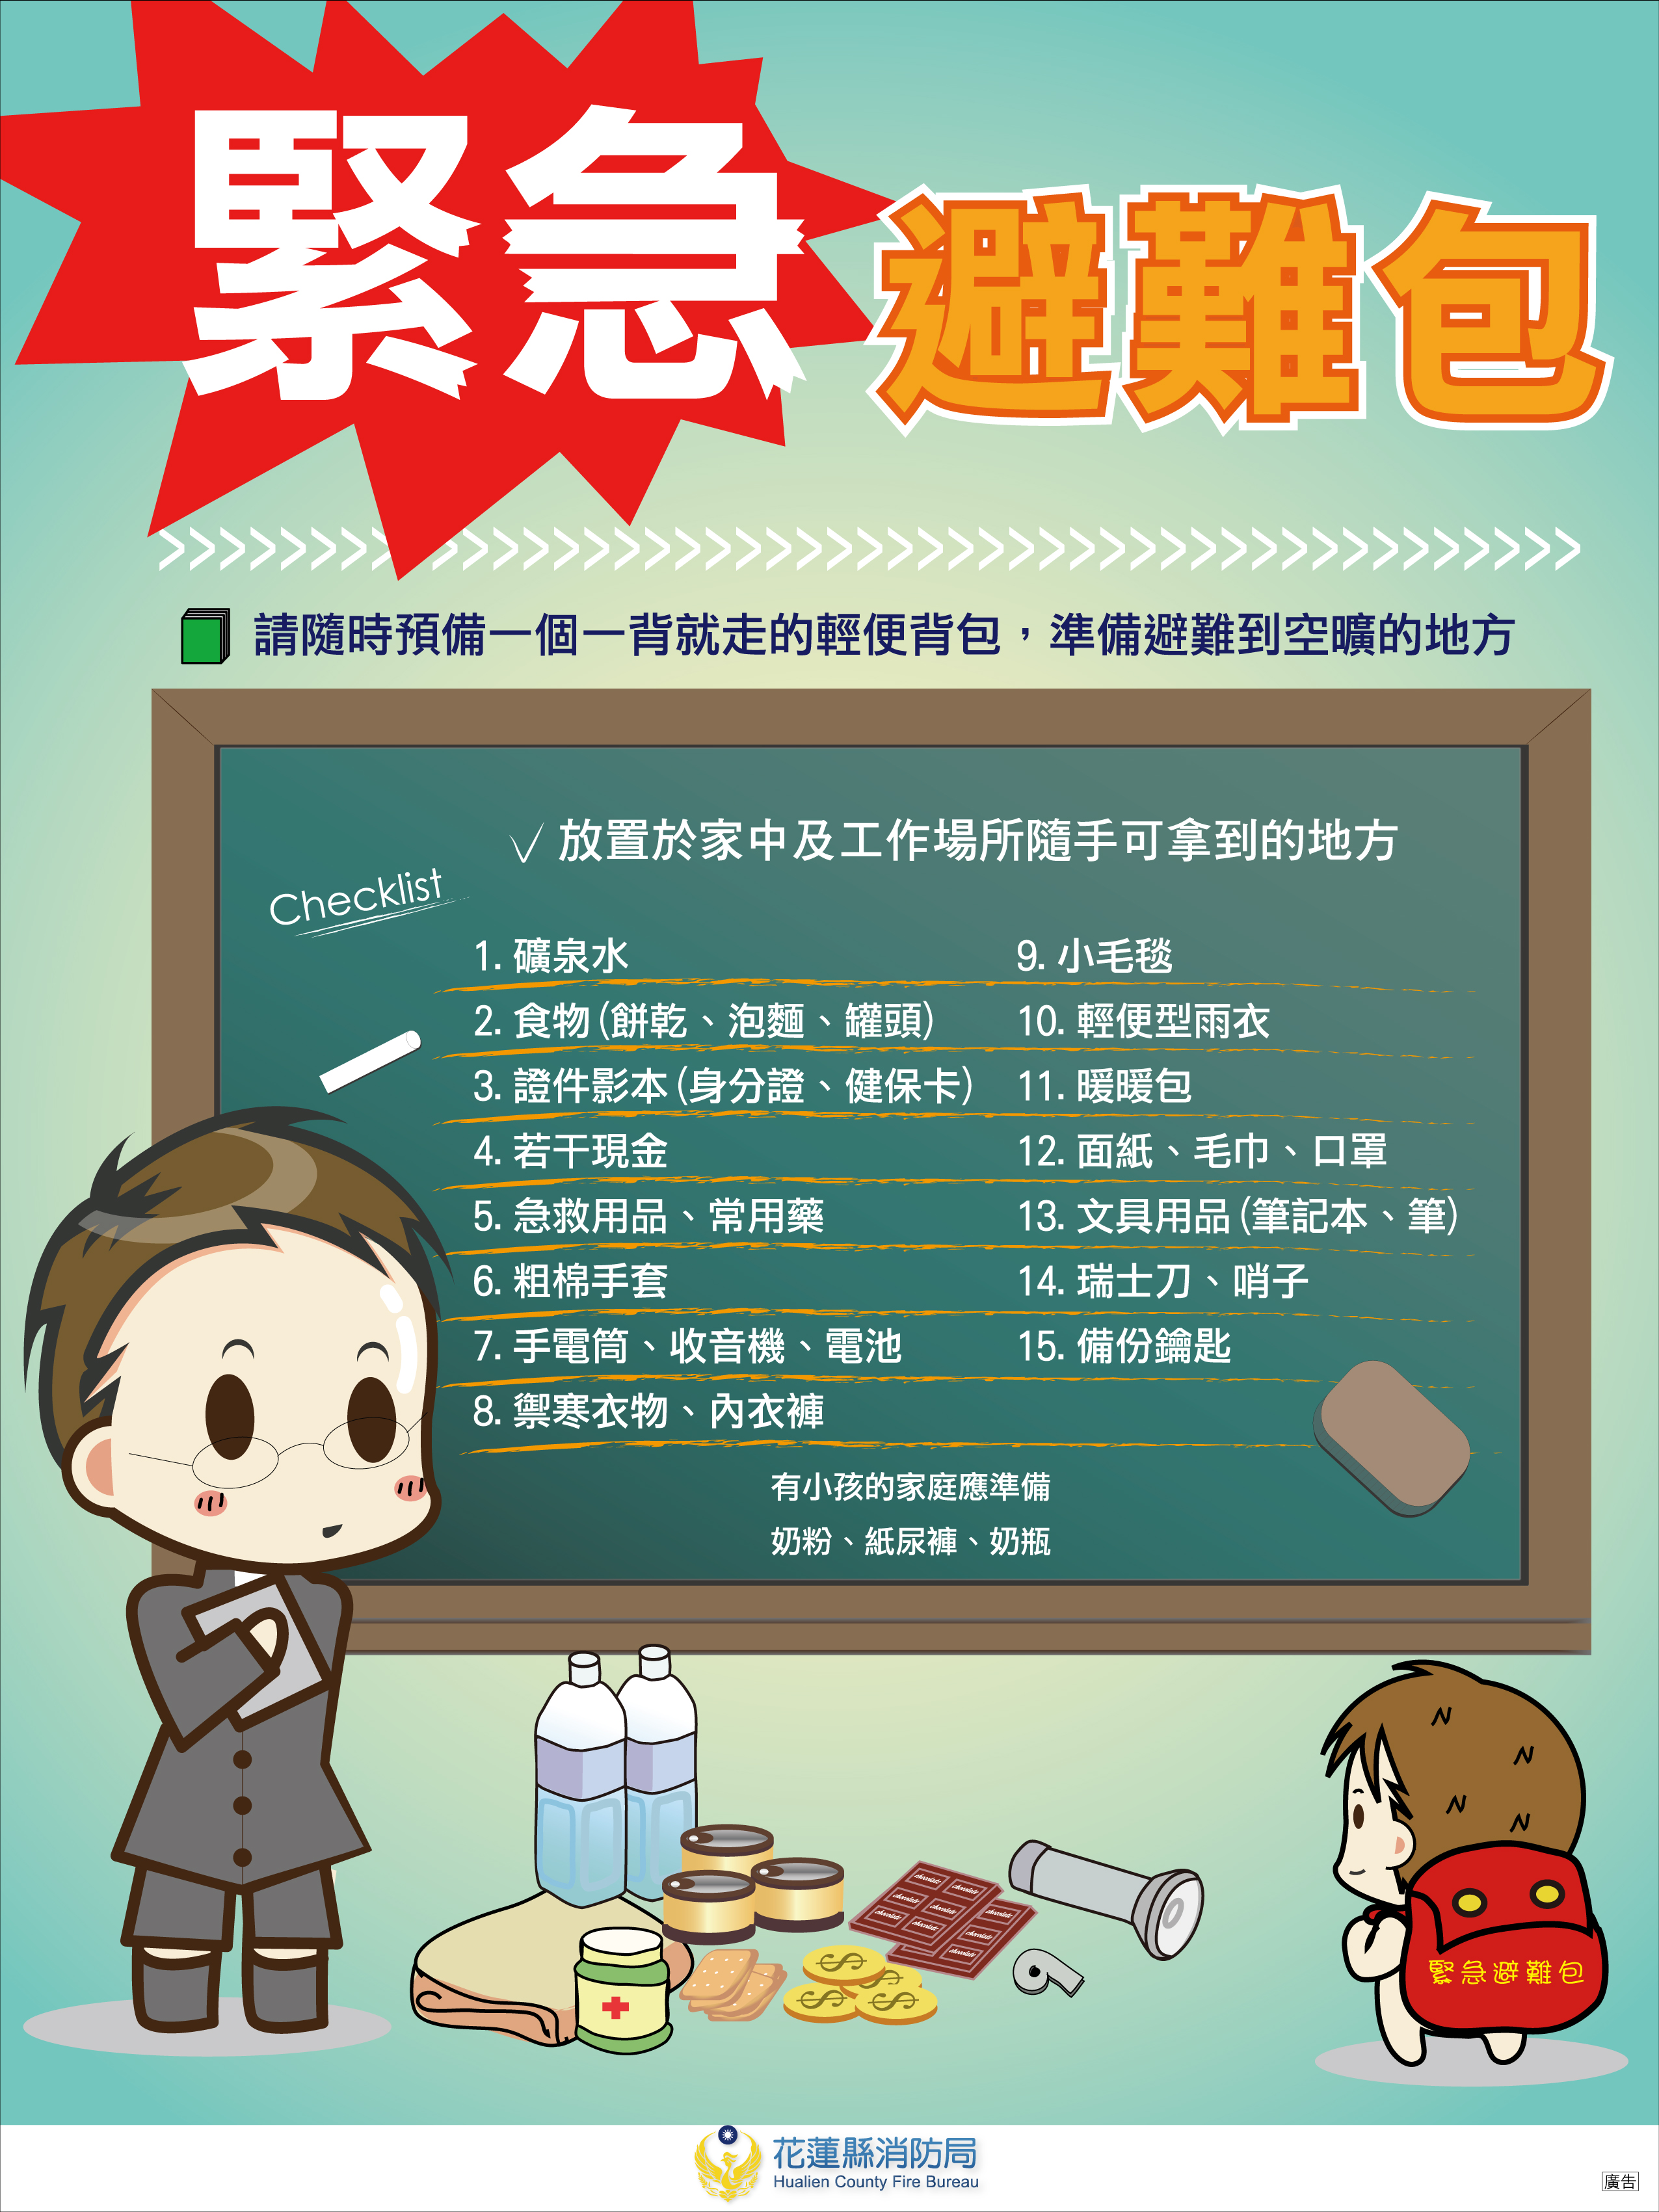 緊急避難包
請隨時預備一個一背就走的輕便背包，準備避難到空曠的地方
✓ 放置於家中及工作場所隨手可拿到的地方
Checklist
1. 礦泉水
2. 食物(餅乾、泡麵、罐頭)
3. 證件影本(身分證、健保卡)
4. 若干現金
5. 急救用品、常用藥
6. 粗棉手套
7. 手電筒、收音機、電池
8. 禦寒衣物、內衣褲
9. 小毛毯
10. 輕便型雨衣
11. 暖暖包
12. 面紙、毛巾、口罩
13. 文具用品(筆記本、筆)
14. 瑞士刀、哨子
15. 備份鑰匙
有小孩的家庭應準備
奶粉、紙尿褲、奶瓶
chocolate
chocolate
chocolate
chocolate
chocolate
chocolate
chocolate
chocolate
chocolate
緊急避難包
花蓮縣消防局
Hualien County Fire Bureau
廣告